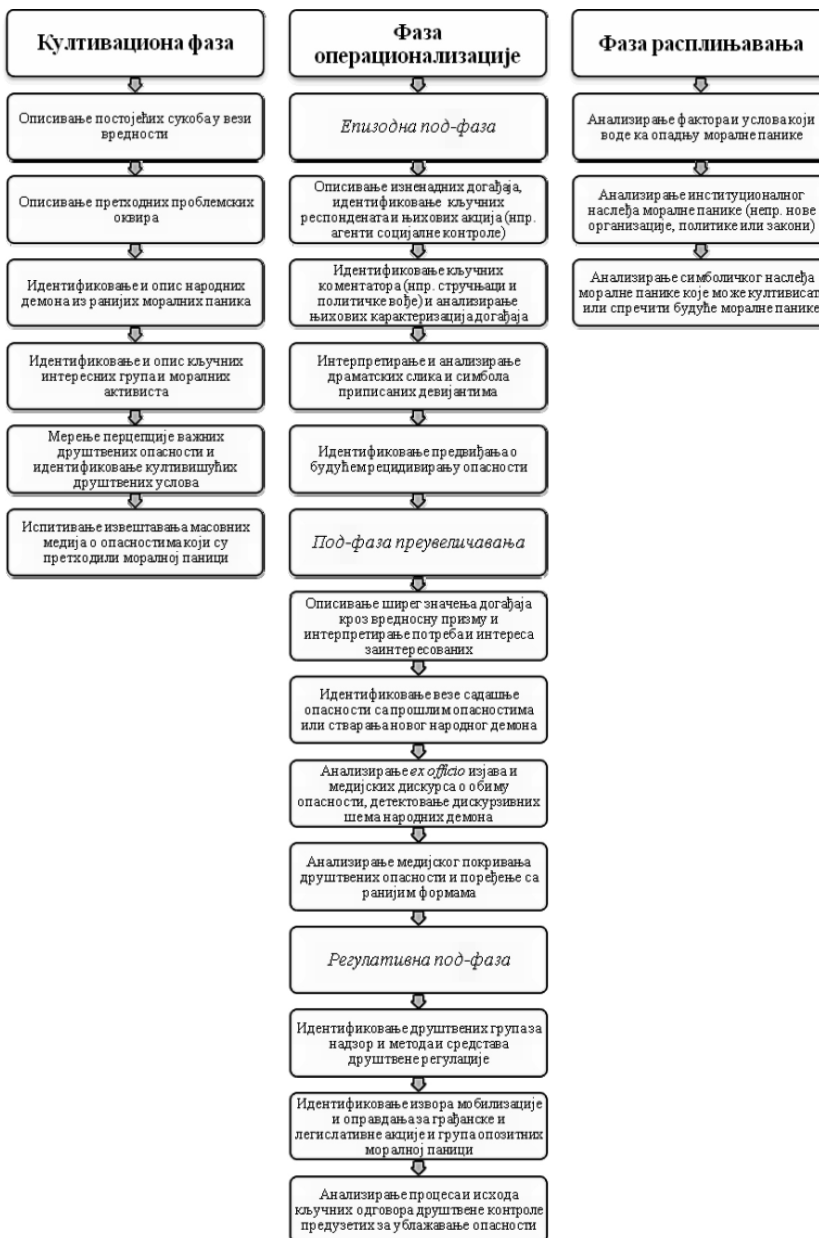 Култивациона фаза
Описивање постојећих сукоба у вези
вредности
Описивање претходних проблемских
оквира
Идентификовање и опис народних
демона из ранијих моралних паника
Идентификовање и опис кључних
интересних група и моралних
активиста
Мерење перцепције важних
друштвених опасности и
идентификовање култивишућих
друштвених услова
Испитивање извештавања масовних
медија о опасностима који су
претходили моралној паници
Фаза
операционализације
Епизодна под-фаза
Описивање изненадних догађаја,
идентификовање кључних
респондената и њихових акција (нпр.
агенти социјалне контроле)
Идентификовање кључних
коментатора (нпр. стручњаци и
политичке вође) и анализирање
њихових карактеризација догађаја
Интерпретирање и анализирање
драматских слика и симбола
приписаних девијантима
Идентификовање предвиђања о
будућем рецидивирању опасности
Под-фаза преувеличавања
Описивање ширег значења догађаја
кроз вредносну призму и
интерпретирање потреба и интереса
заинтересованих
Идентификовање везе садашње
опасности са прошлим опасностима
или стварања новог народног демона
Анализирање ex officio изјава и
медијских дискурса о обиму
опасности, детектовање дискурзивних
шема народних демона
Анализирање медијског покривања
друштвених опасности и поређење са
ранијим формама
Регулативна под-фаза
Идентификовање друштвених група за
надзор и метода и средстава
друштвене регулације
Идентификовање извора мобилизације
и оправдања за грађанске и
легислативне акције и група опозитних
моралној паници
Анализирање процеса и исхода
кључних одговора друштвене контроле
предузетих за ублажавање опасности
Фаза расплињавања
Анализирање фактора и услова који
воде ка опадњу моралне панике
Анализирање институционалног
наслеђа моралне панике (непр. нове
организације, политике или закони)
Анализирање симболичког наслеђа
моралне панике које може култивисат
или спречити будуће моралне панике